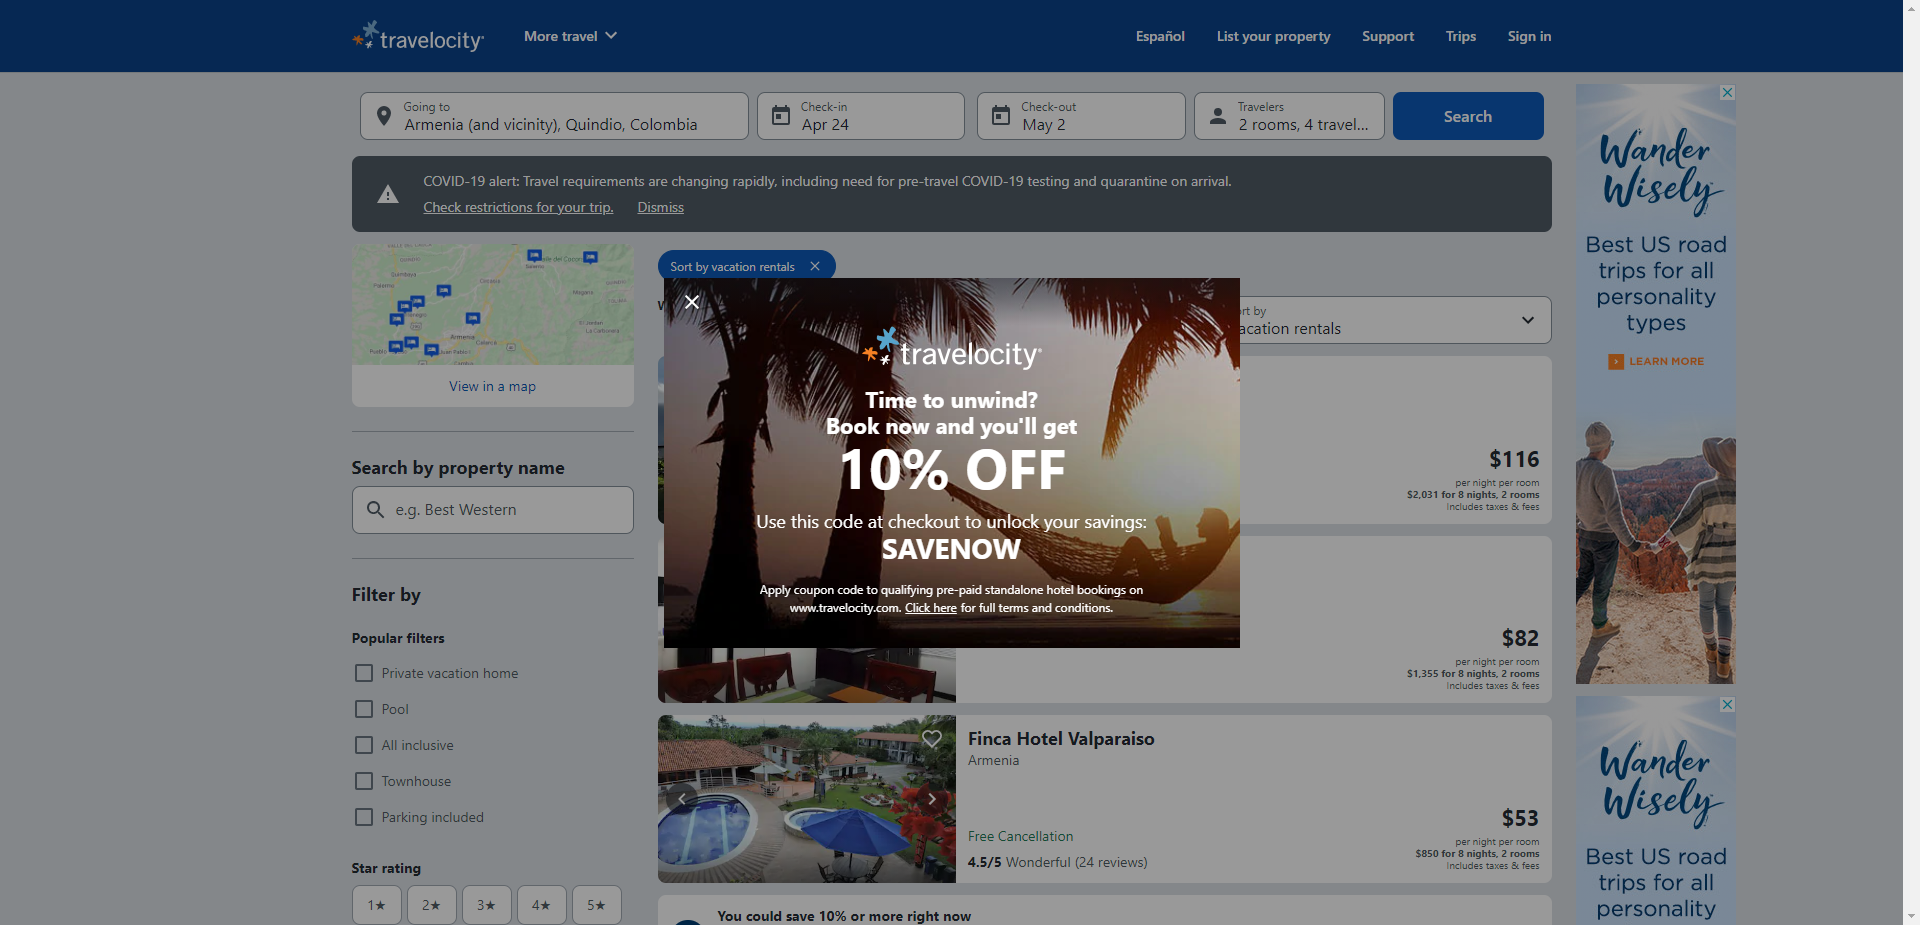 travelocity
More travel
Español
List your property
Support
Trips
Sign in
Going to
Armenia (and vicinity), Quindio, Colombia
Check-in
Apr 24
Check-out
May 2
Travelers
2 rooms, 4 travel...
Search
COVID-19 alert: Travel requirements are changing rapidly, including need for pre-travel COVID-19 testing and quarantine on arrival.
Check restrictions for your trip.
Dismiss
View in a map
Search by property name
e.g. Best Western
Filter by
Popular filters
Private vacation home
Pool
All inclusive
Townhouse
Parking included
Star rating
1★
2★
3★
4★
5★
Sort by vacation rentals
ort by
acation rentals
travelocity
Time to unwind?
Book now and you'll get
10% OFF
Use this code at checkout to unlock your savings:
SAVENOW
Apply coupon code to qualifying pre-paid standalone hotel bookings on
www.travelocity.com. Click here for full terms and conditions.
$116
per night per room
$2,031 for 8 nights, 2 rooms
Includes taxes & fees
$82
per night per room
$1,355 for 8 nights, 2 rooms
Includes taxes & fees
Finca Hotel Valparaiso
Armenia
Free Cancellation
4.5/5 Wonderful (24 reviews)
$53
per night per room
$850 for 8 nights, 2 rooms
Includes taxes & fees
You could save 10% or more right now
Wander
Wisely
Best US road
trips for all
personality
types
LEARN MORE
Wander
Wisely
Best US road
trips for all
personality